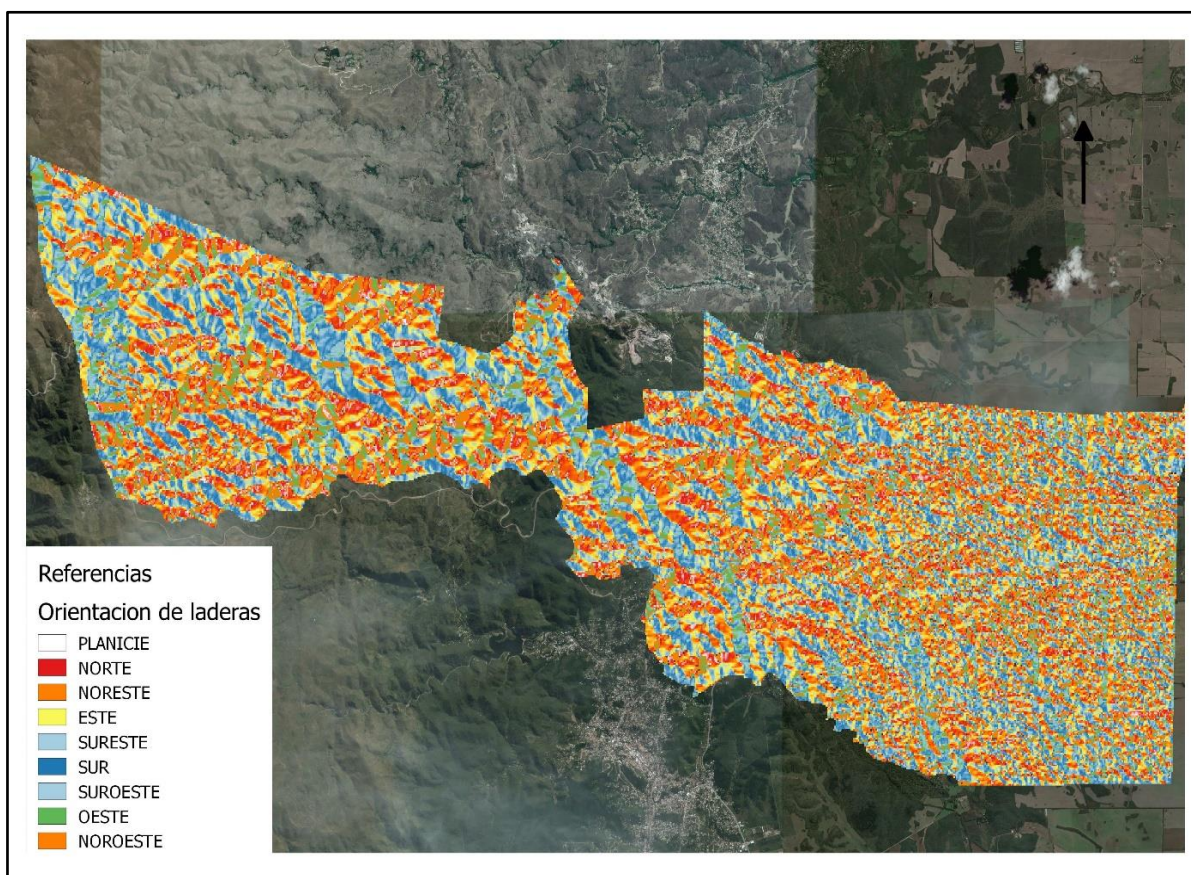 Referencias
Orientacion de laderas
PLANICIE
NORTE
NORESTE
ESTE
SURESTE
SUR
SUROESTE
OESTE
NOROESTE